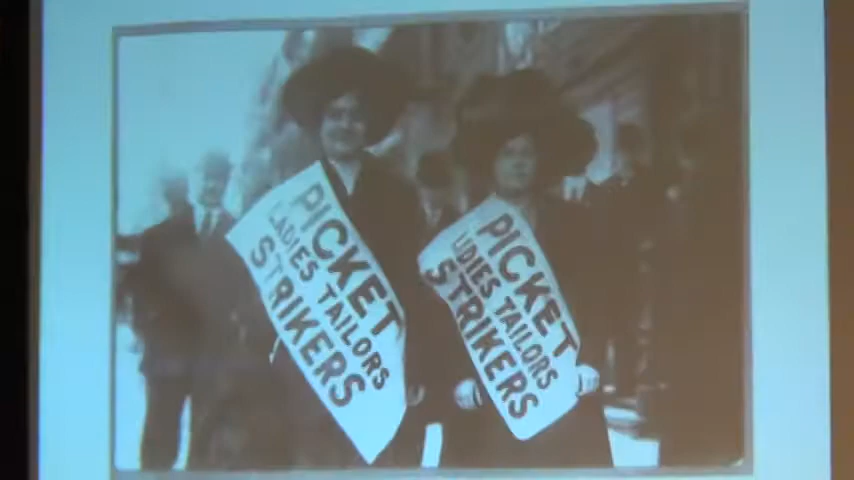 PICKET
LADIES TAILORS
STRIKERS
PICKET
LADIES TAILORS
STRIKERS